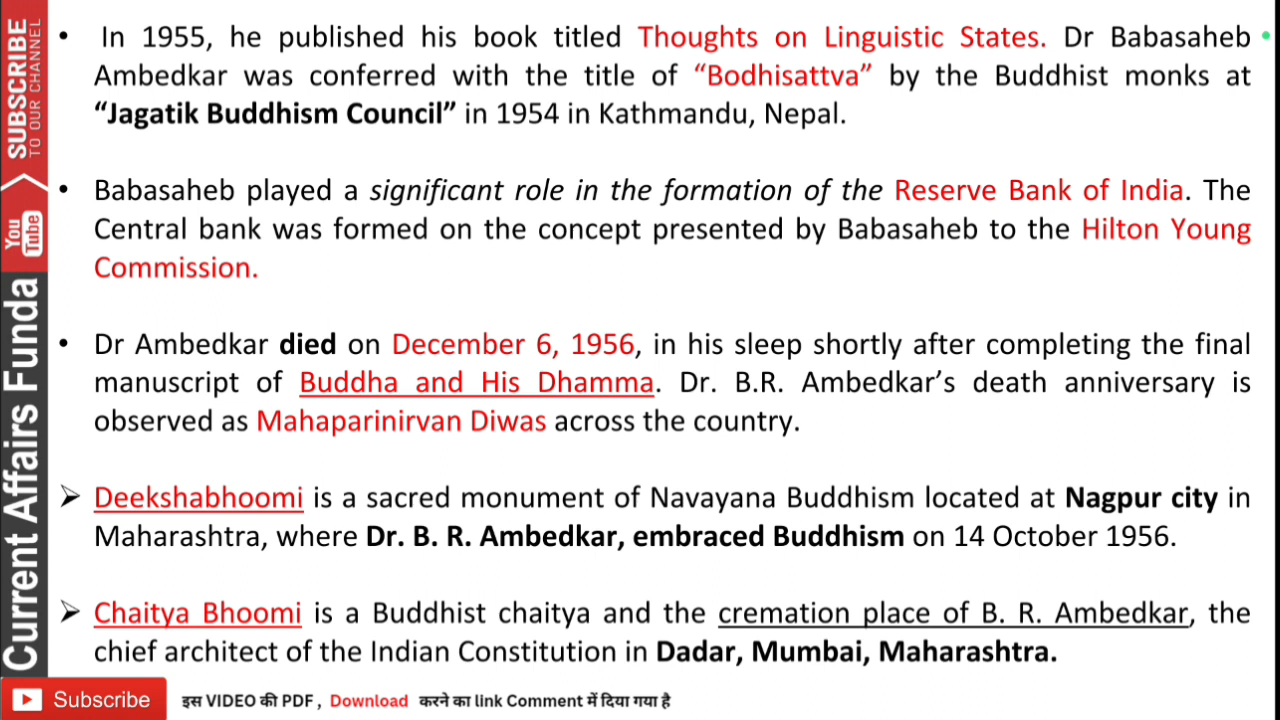 • In 1955, he published his book titled Thoughts on Linguistic States. Dr Babasaheb
Ambedkar was conferred with the title of “Bodhisattva” by the Buddhist monks at
“Jagatik Buddhism Council” in 1954 in Kathmandu, Nepal.
• Babasaheb played a significant role in the formation of the Reserve Bank of India. The
Central bank was formed on the concept presented by Babasaheb to the Hilton Young
Commission.
• Dr Ambedkar died on December 6, 1956, in his sleep shortly after completing the final
manuscript of Buddha and His Dhamma. Dr. B.R. Ambedkar’s death anniversary is
observed as Mahaparinirvan Diwas across the country.
➢ Deekshabhoomi is a sacred monument of Navayana Buddhism located at Nagpur city in
Maharashtra, where Dr. B. R. Ambedkar, embraced Buddhism on 14 October 1956.
➢ Chaitya Bhoomi is a Buddhist chaitya and the cremation place of B. R. Ambedkar, the
chief architect of the Indian Constitution in Dadar, Mumbai, Maharashtra.
SUBSCRIBE
TO OUR CHANNEL
You
Tube
Current Affairs Funda
Subscribe
इस VIDEO की PDF , Download करने का link Comment में दिया गया है